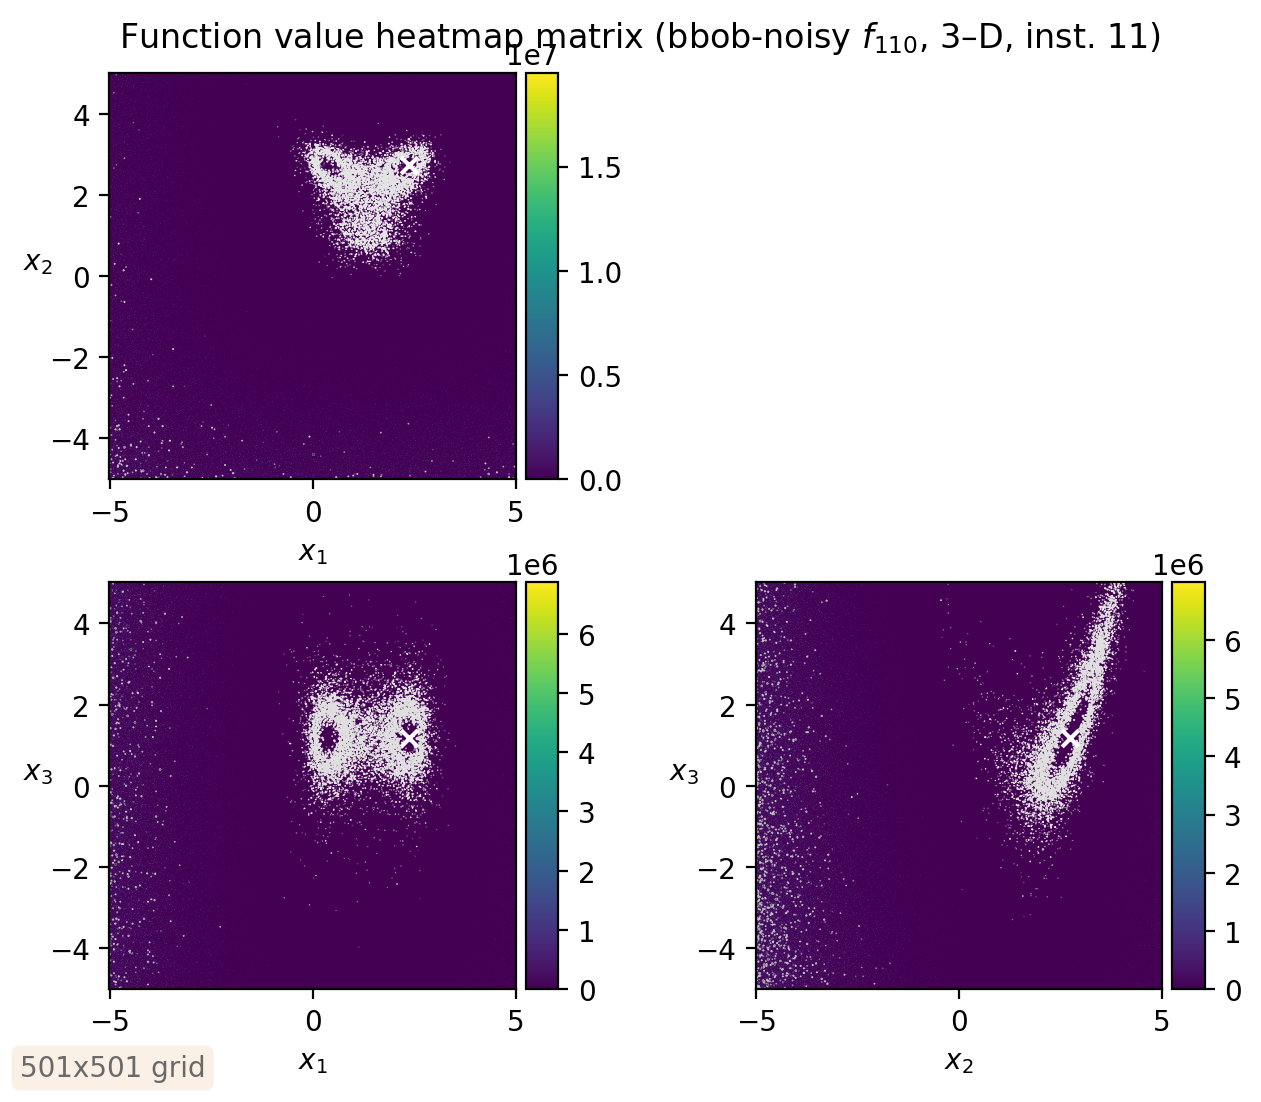 Function value heatmap matrix (bbob-noisy f₁₁₀, 3–D, inst. 11)
1e7
4
2
0
−2
−4
x₂
−5 0 5
x₁
1.5
1.0
0.5
0.0
1e6
4
2
0
−2
−4
x₃
−5 0 5
x₁
6
5
4
3
2
1
0
1e6
4
2
0
−2
−4
x₃
−5 0 5
x₂
6
5
4
3
2
1
0
501x501 grid